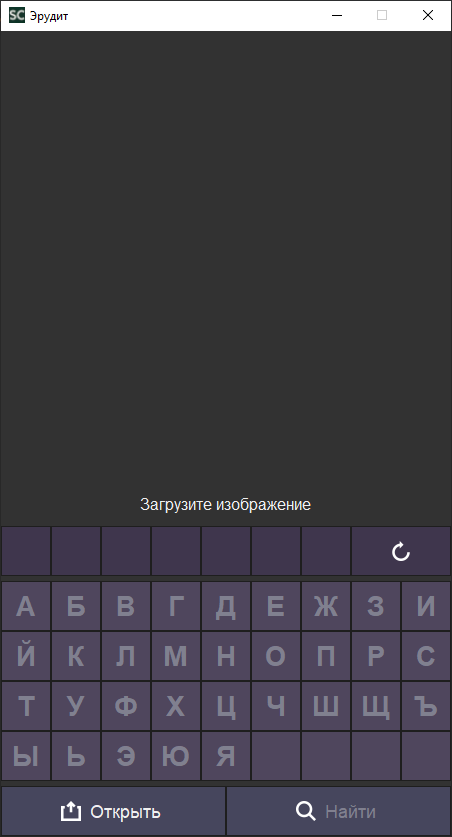 SC Эрудит
Загрузите изображение
А Б В Г Д Е Ж З И
Й К Л М Н О П Р С
Т У Ф Х Ц Ч Ш Щ Ъ
Ы Ь Э Ю Я
Открыть Найти